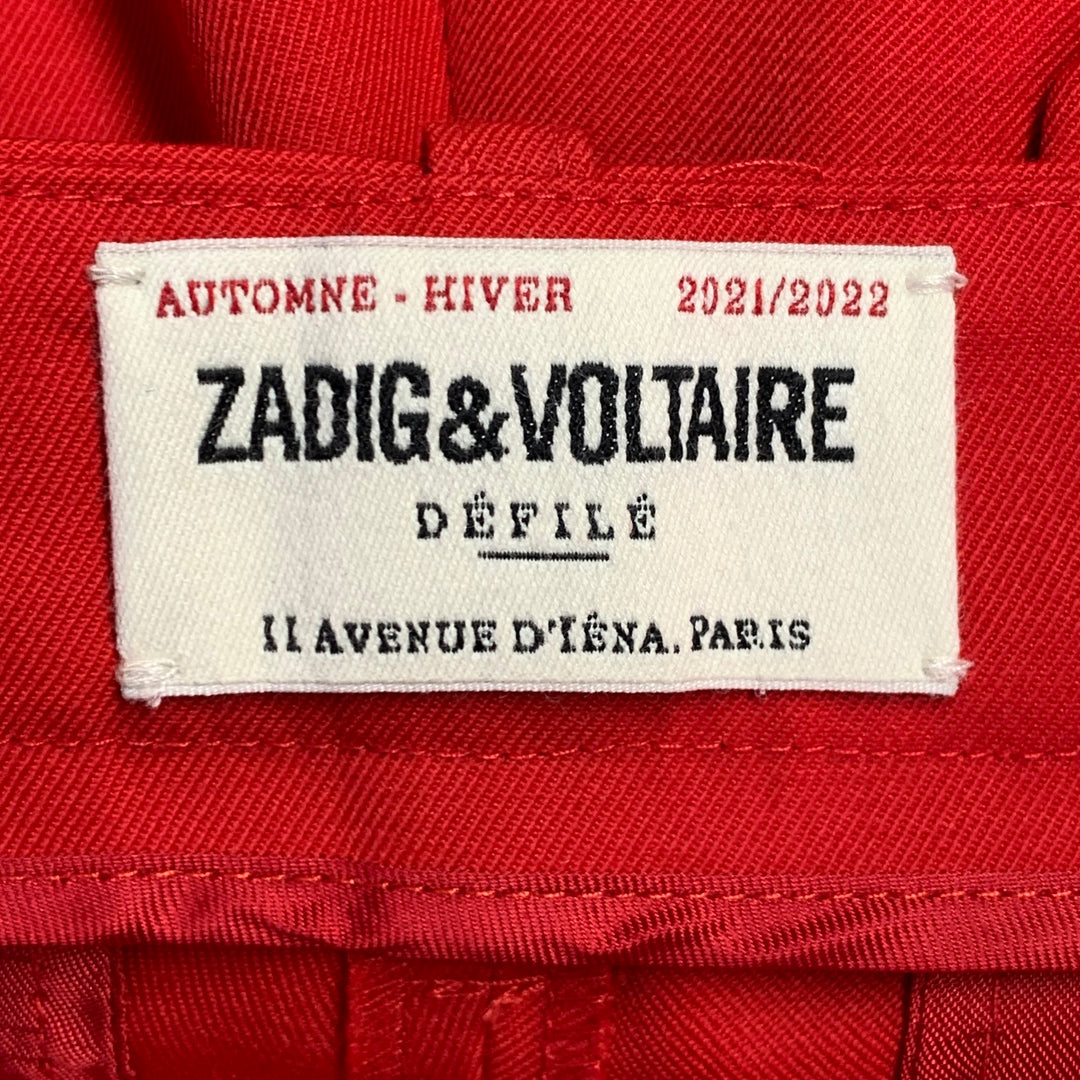 AUTOMNE - HIVER 2021/2022
ZADIG&VOLTAIRE
DÉFILÉ
11 AVENUE D'IÉNA. PARIS